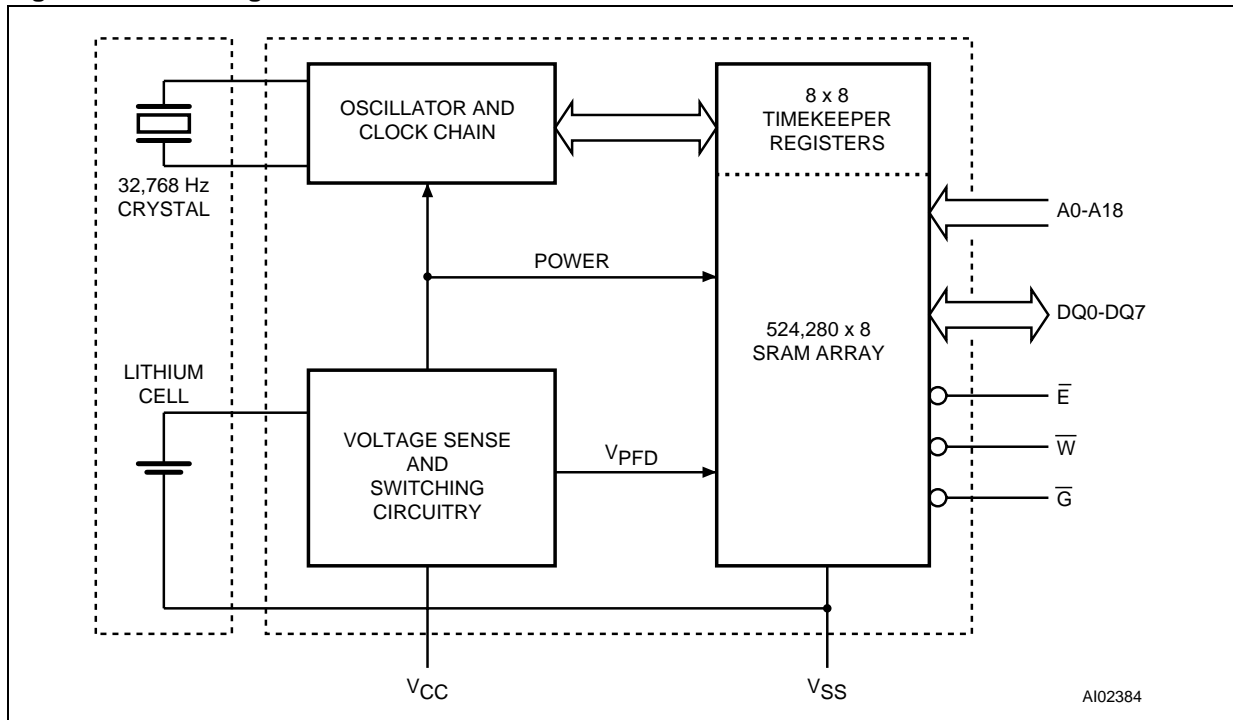 OSCILLATOR AND
CLOCK CHAIN
8 x 8
TIMEKEEPER
REGISTERS
32,768 Hz
CRYSTAL
A0-A18
POWER
DQ0-DQ7
524,280 x 8
SRAM ARRAY
LITHIUM
CELL
VOLTAGE SENSE
AND
SWITCHING
CIRCUITRY
VPFD
E̅
W̅
G̅
VCC
VSS
AI02384